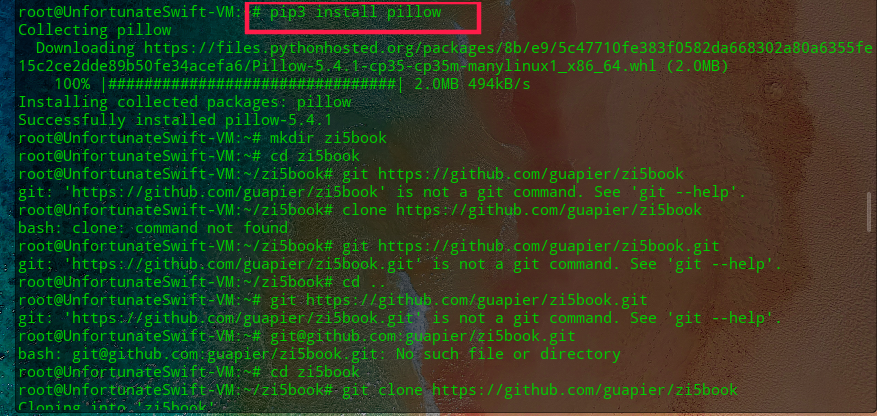 root@UnfortunateSwift-VM:~# pip3 install pillow
Collecting pillow
  Downloading https://files.pythonhosted.org/packages/8b/e9/5c47710fe383f0582da668302a80a6355fe
15c2ce2dde89b50fe34acefa6/Pillow-5.4.1-cp35-cp35m-manylinux1_x86_64.whl (2.0MB)
    100% |################################| 2.0MB 494kB/s
Installing collected packages: pillow
Successfully installed pillow-5.4.1
root@UnfortunateSwift-VM:~# mkdir zi5book
root@UnfortunateSwift-VM:~# cd zi5book
root@UnfortunateSwift-VM:~/zi5book# git https://github.com/guapier/zi5book
git: 'https://github.com/guapier/zi5book' is not a git command. See 'git --help'.
root@UnfortunateSwift-VM:~/zi5book# clone https://github.com/guapier/zi5book
bash: clone: command not found
root@UnfortunateSwift-VM:~/zi5book# git https://github.com/guapier/zi5book.git
git: 'https://github.com/guapier/zi5book.git' is not a git command. See 'git --help'.
root@UnfortunateSwift-VM:~/zi5book# cd ..
root@UnfortunateSwift-VM:~# git https://github.com/guapier/zi5book.git
git: 'https://github.com/guapier/zi5book.git' is not a git command. See 'git --help'.
root@UnfortunateSwift-VM:~# git@github.com:guapier/zi5book.git
bash: git@github.com:guapier/zi5book.git: No such file or directory
root@UnfortunateSwift-VM:~# cd zi5book
root@UnfortunateSwift-VM:~/zi5book# git clone https://github.com/guapier/zi5book
Cloning into 'zi5book'